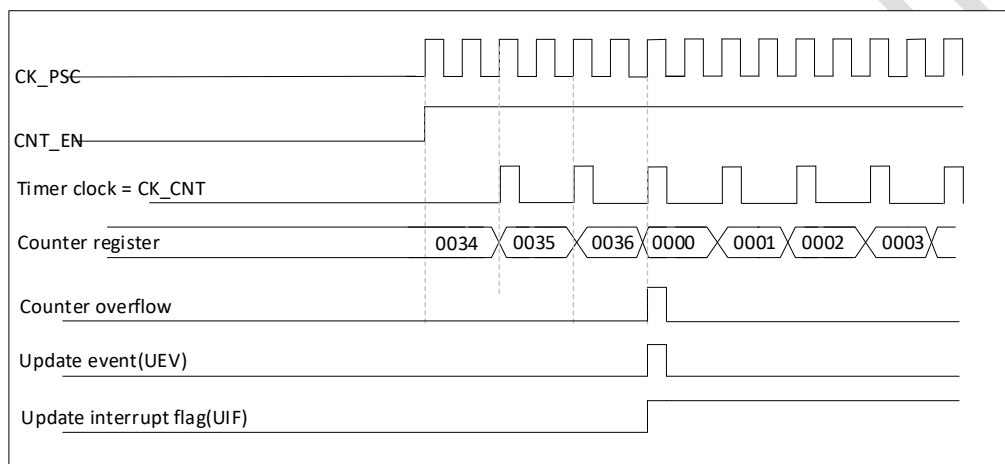 CK_PSC
CNT_EN
Timer clock = CK_CNT
Counter register
0034 0035 0036 0000 0001 0002 0003
Counter overflow
Update event(UEV)
Update interrupt flag(UIF)